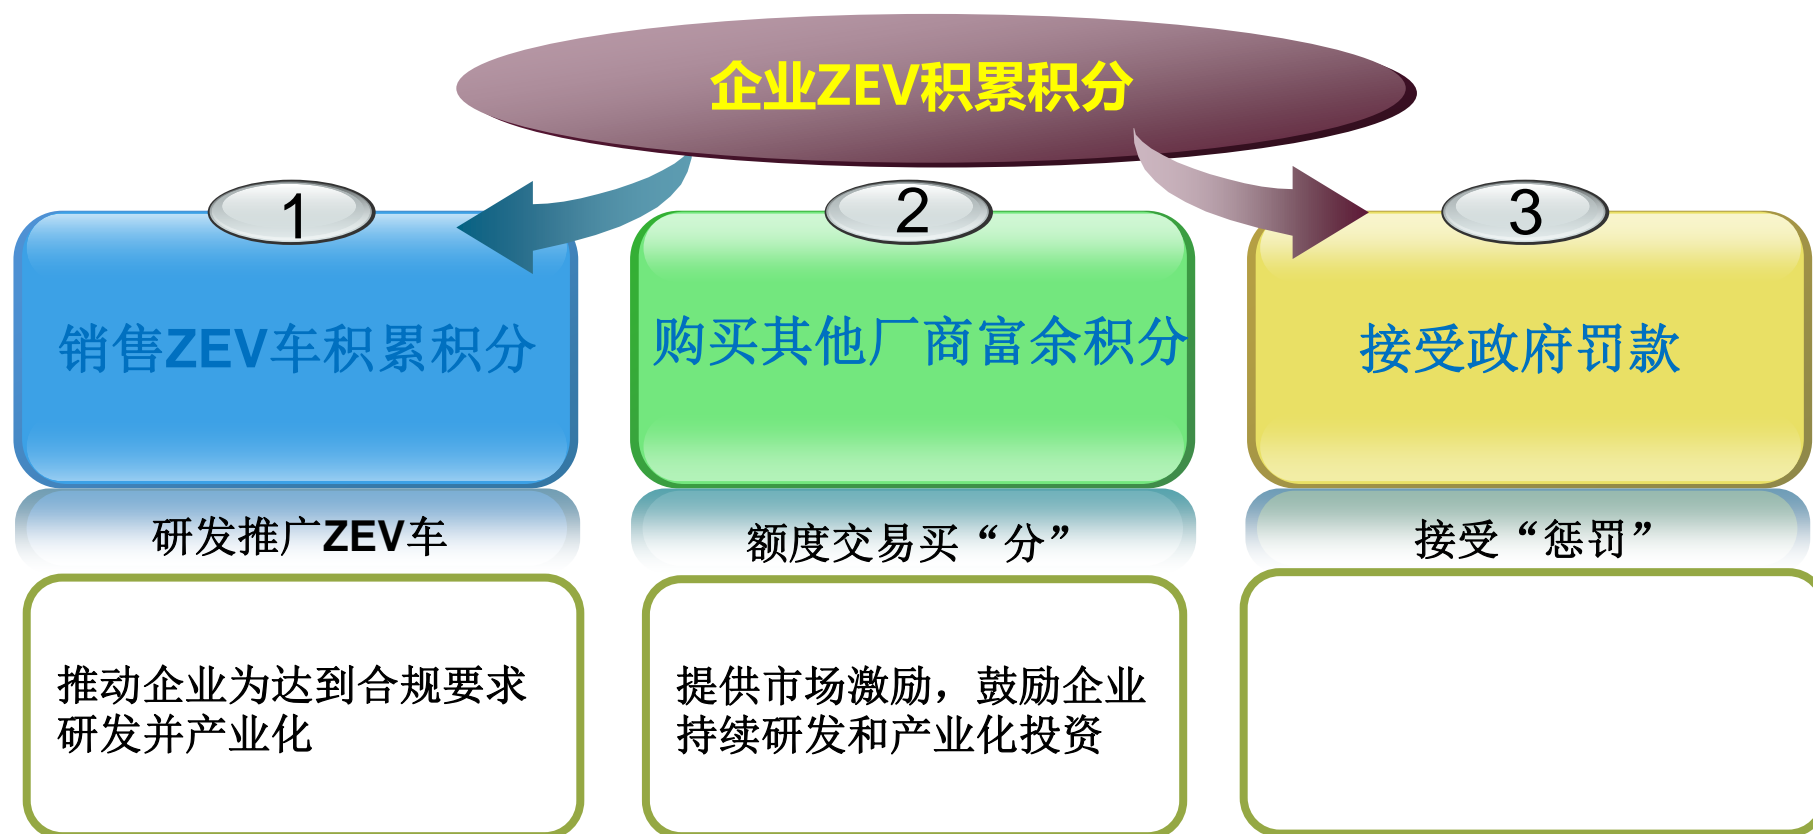 企业ZEV积累积分
1
2
3
销售ZEV车积累积分
购买其他厂商富余积分
接受政府罚款
研发推广ZEV车
额度交易买“分”
接受“惩罚”
推动企业为达到合规要求
研发并产业化
提供市场激励，鼓励企业
持续研发和产业化投资